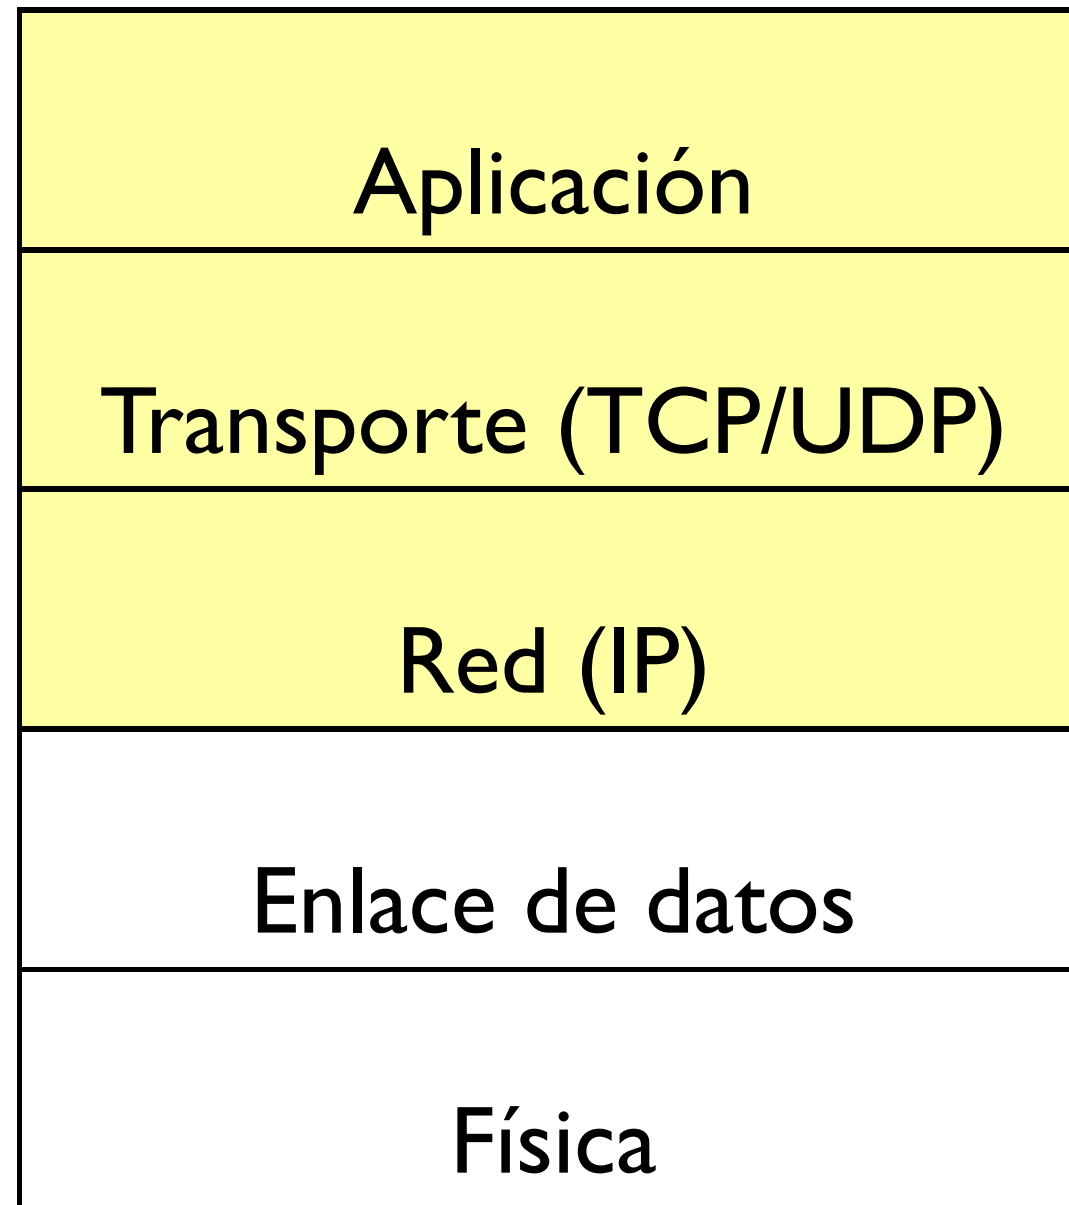 Aplicación
Transporte (TCP/UDP)
Red (IP)
Enlace de datos
Física